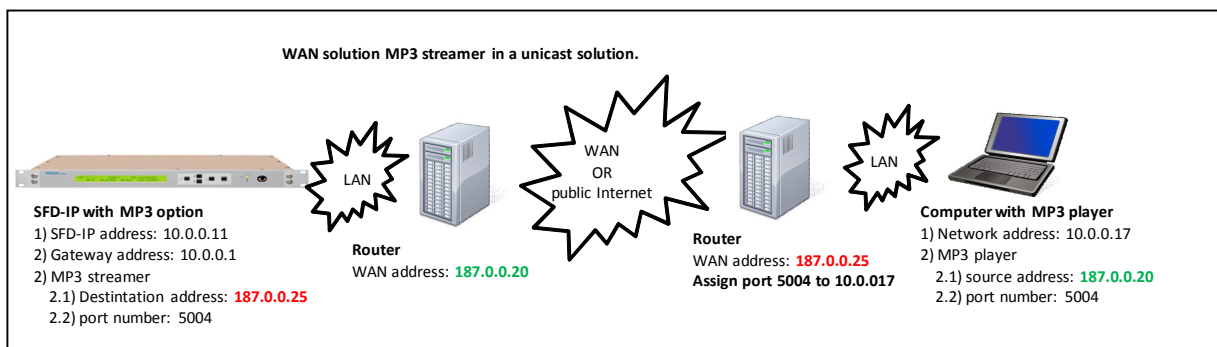 WAN solution MP3 streamer in a unicast solution.
LAN
WAN
OR
public Internet
LAN
SFD-IP with MP3 option
1) SFD-IP address: 10.0.0.11
2) Gateway address: 10.0.0.1
2) MP3 streamer
2.1) Destintation address: 187.0.0.25
2.2) port number: 5004
Router
WAN address: 187.0.0.20
Router
WAN address: 187.0.0.25
Assign port 5004 to 10.0.017
Computer with MP3 player
1) Network address: 10.0.0.17
2) MP3 player
2.1) source address: 187.0.0.20
2.2) port number: 5004